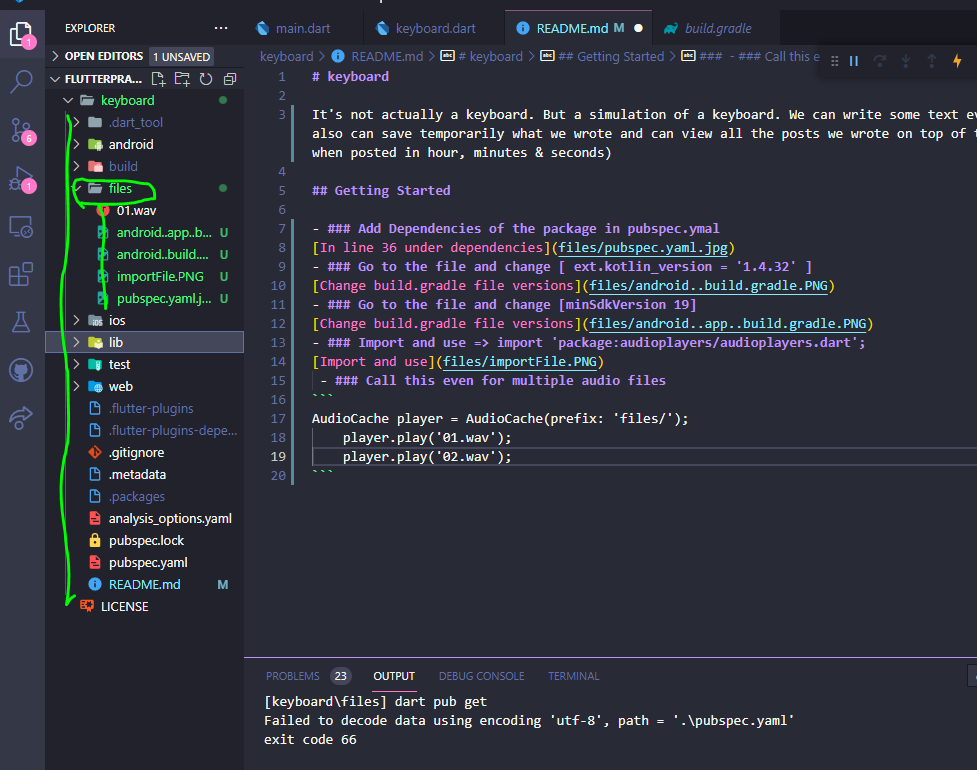 EXPLORER ...
OPEN EDITORS 1 UNSAVED
FLUTTERPRA...
keyboard
.dart_tool
android
build
files
01.wav
android..app..b... U
android..build.... U
importFile.PNG U
pubspec.yaml.j... U
ios
lib
test
web
.flutter-plugins
.flutter-plugins-depe...
.gitignore
.metadata
.packages
analysis_options.yaml
pubspec.lock
pubspec.yaml
README.md M
LICENSE
1
6
1
main.dart keyboard.dart README.md M build.gradle
keyboard > README.md > # keyboard > ## Getting Started > ### - ### Call this e
1 # keyboard
2
3 It's not actually a keyboard. But a simulation of a keyboard. We can write some text ev
also can save temporarily what we wrote and can view all the posts we wrote on top of t
when posted in hour, minutes & seconds)
4
5 ## Getting Started
6
7 - ### Add Dependencies of the package in pubspec.ymal
8 [In line 36 under dependencies](files/pubspec.yaml.jpg)
9 - ### Go to the file and change [ ext.kotlin_version = '1.4.32' ]
10 [Change build.gradle file versions](files/android..build.gradle.PNG)
11 - ### Go to the file and change [minSdkVersion 19]
12 [Change build.gradle file versions](files/android..app..build.gradle.PNG)
13 - ### Import and use => import 'package:audioplayers/audioplayers.dart';
14 [Import and use](files/importFile.PNG)
15 - ### Call this even for multiple audio files
16 ```
17 AudioCache player = AudioCache(prefix: 'files/');
18 player.play('01.wav');
19 player.play('02.wav');
20 ```
PROBLEMS 23 OUTPUT DEBUG CONSOLE TERMINAL
[keyboard\files] dart pub get
Failed to decode data using encoding 'utf-8', path = '.\pubspec.yaml'
exit code 66